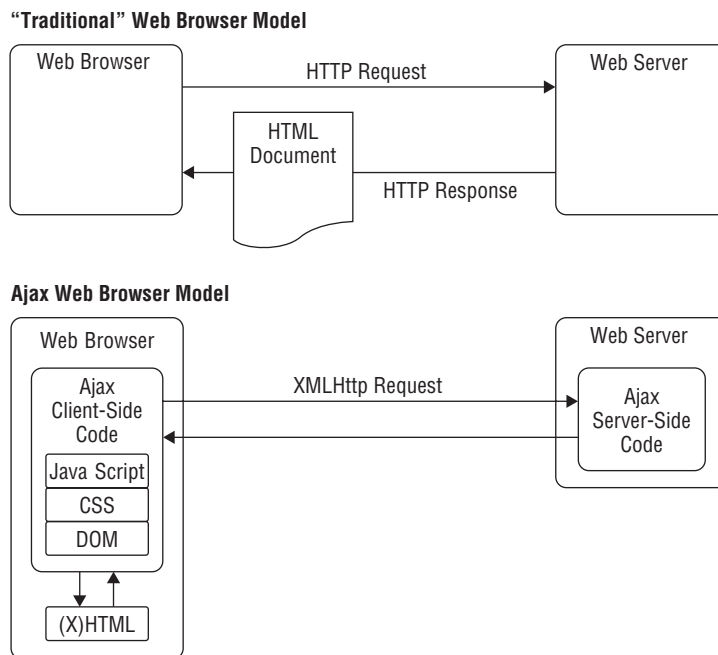 “Traditional” Web Browser Model
Web Browser
HTTP Request
Web Server
HTML
Document
HTTP Response
Ajax Web Browser Model
Web Browser
Web Server
Ajax
Client-Side
Code
XMLHttp Request
Ajax
Server-Side
Code
Java Script
CSS
DOM
(X)HTML